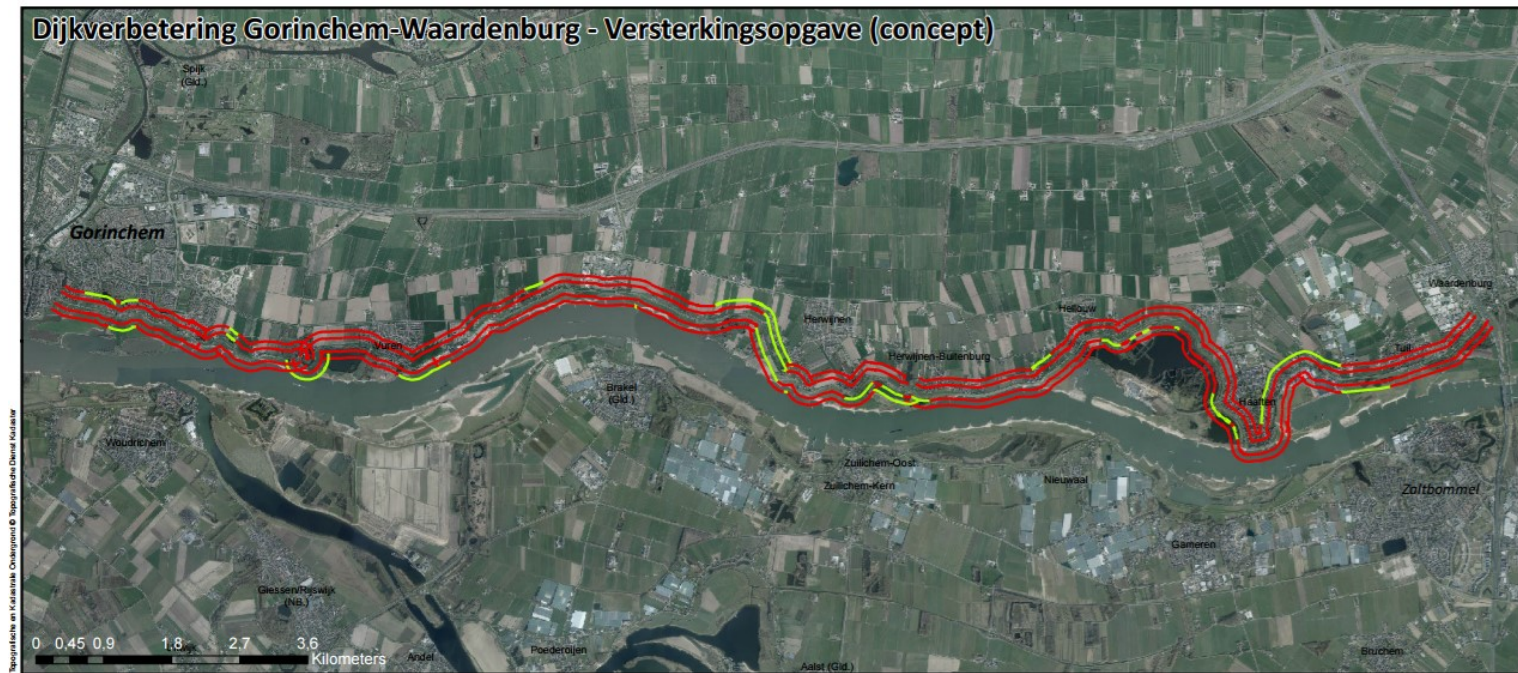 Dijkverbetering Gorinchem-Waardenburg - Versterkingsopgave (concept)
Spijk
(Gld.)
Gorinchem
Waardenburg
Hellouw
Herwijnen
Vuren
Tuil
Herwijnen-Buitenburg
Brakel
(Gld.)
Haaften
Woudrichem
Zuilichem-Oost
Zuilichem-Kern
Nieuwaal
Zaltbommel
Gameren
Giessen/Rijswijk
(NB.)
Andel
Poederoijen
Aalst (Gld.)
Bruchem
0 0,45 0,9 1,8 2,7 3,6
Kilometers
Topografische en Kadastrale Ondergrond © Topografische Dienst Kadaster